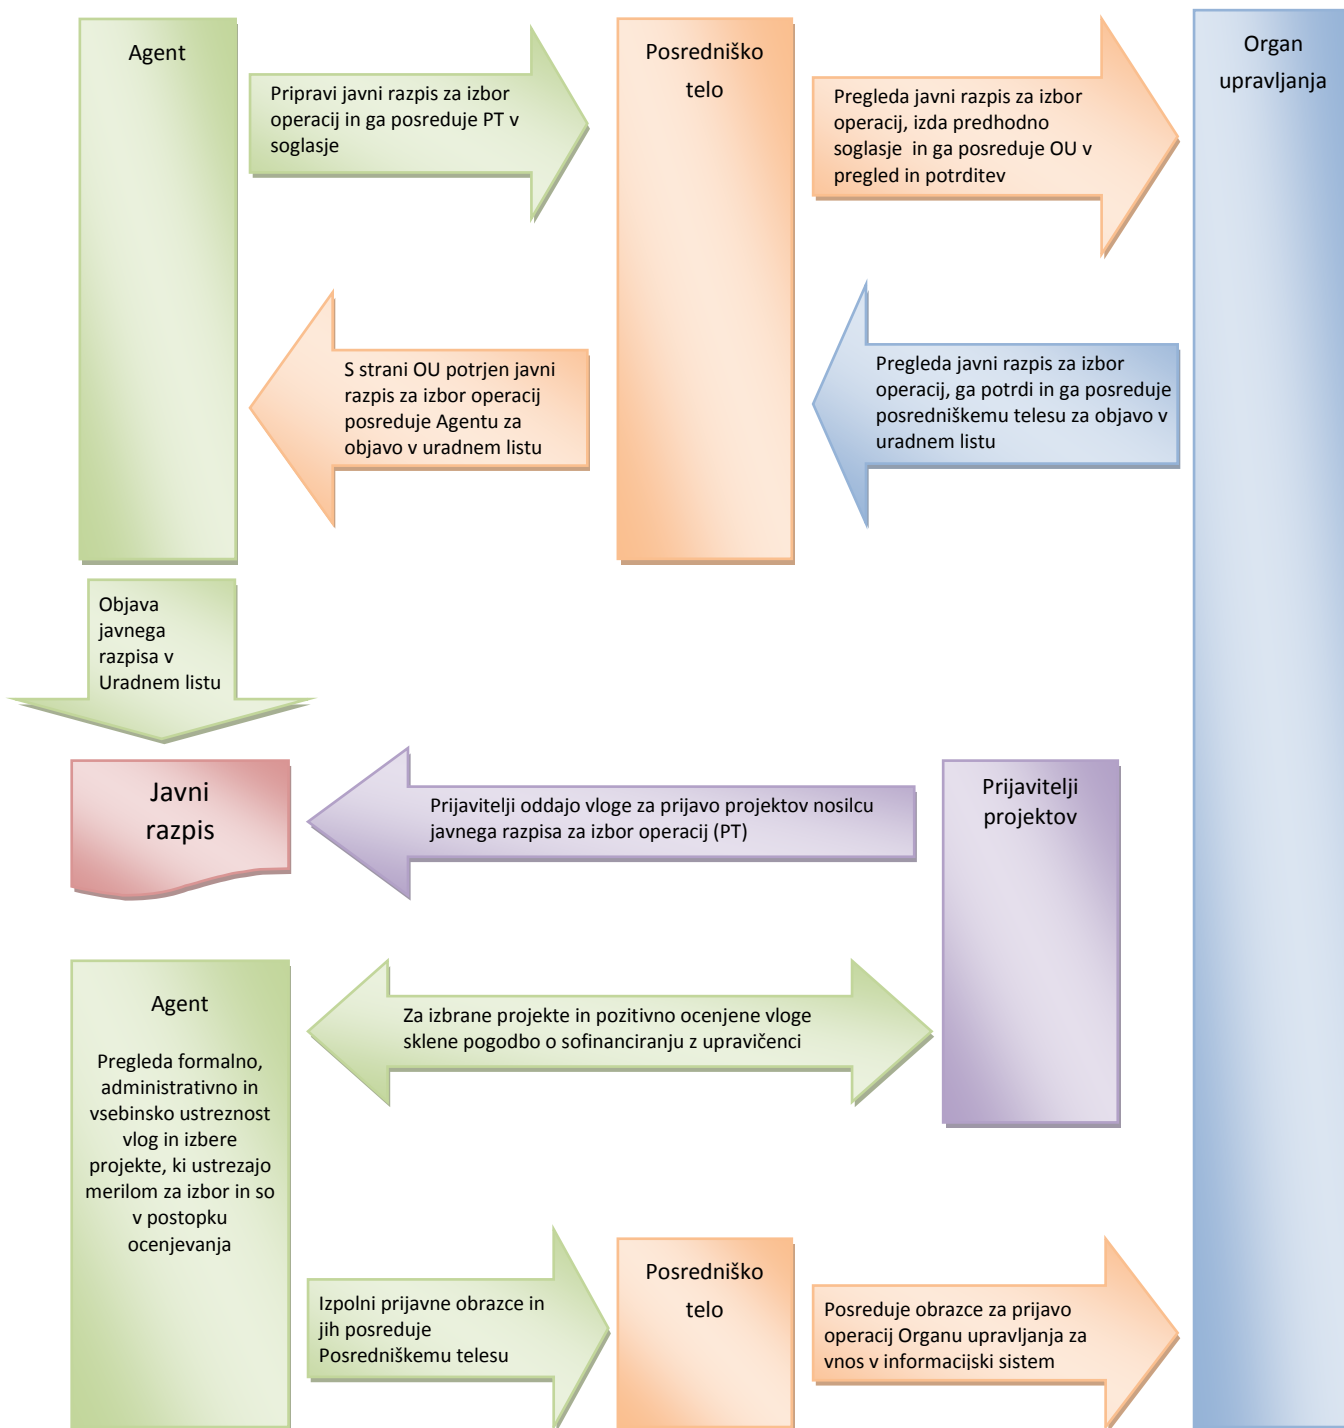 Agent
Pripravi javni razpis za izbor
operacij in ga posreduje PT v
soglasje
Posredniško
telo
Pregleda javni razpis za izbor
operacij, izda predhodno
soglasje in ga posreduje OU v
pregled in potrditev
Organ
upravljanja
S strani OU potrjen javni
razpis za izbor operacij
posreduje Agentu za
objavo v uradnem listu
Pregleda javni razpis za izbor
operacij, ga potrdi in ga posreduje
posredniškemu telesu za objavo v
uradnem listu
Objava
javnega
razpisa v
Uradnem listu
Javni
razpis
Prijavitelji oddajo vloge za prijavo projektov nosilcu
javnega razpisa za izbor operacij (PT)
Prijavitelji
projektov
Agent
Pregleda formalno,
administrativno in
vsebinsko ustreznost
vlog in izbere
projekte, ki ustrezajo
merilom za izbor in so
v postopku
ocenjevanja
Za izbrane projekte in pozitivno ocenjene vloge
sklene pogodbo o sofinanciranju z upravičenci
Izpolni prijavne obrazce in
jih posreduje
Posredniškemu telesu
Posredniško
telo
Posreduje obrazce za prijavo
operacij Organu upravljanja za
vnos v informacijski sistem